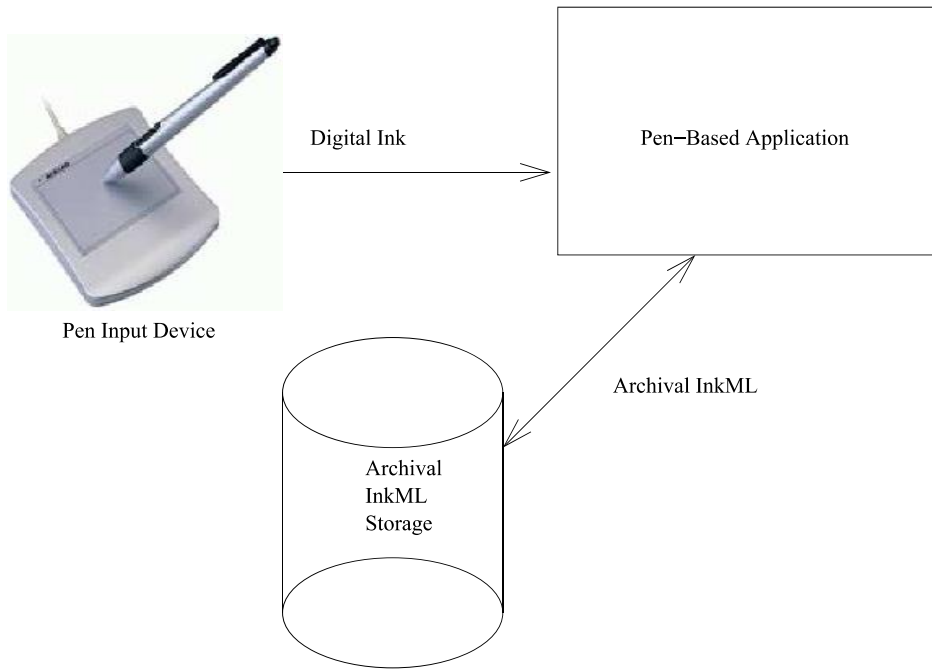 Digital Ink
Pen−Based Application
Pen Input Device
Archival InkML
Archival
InkML
Storage